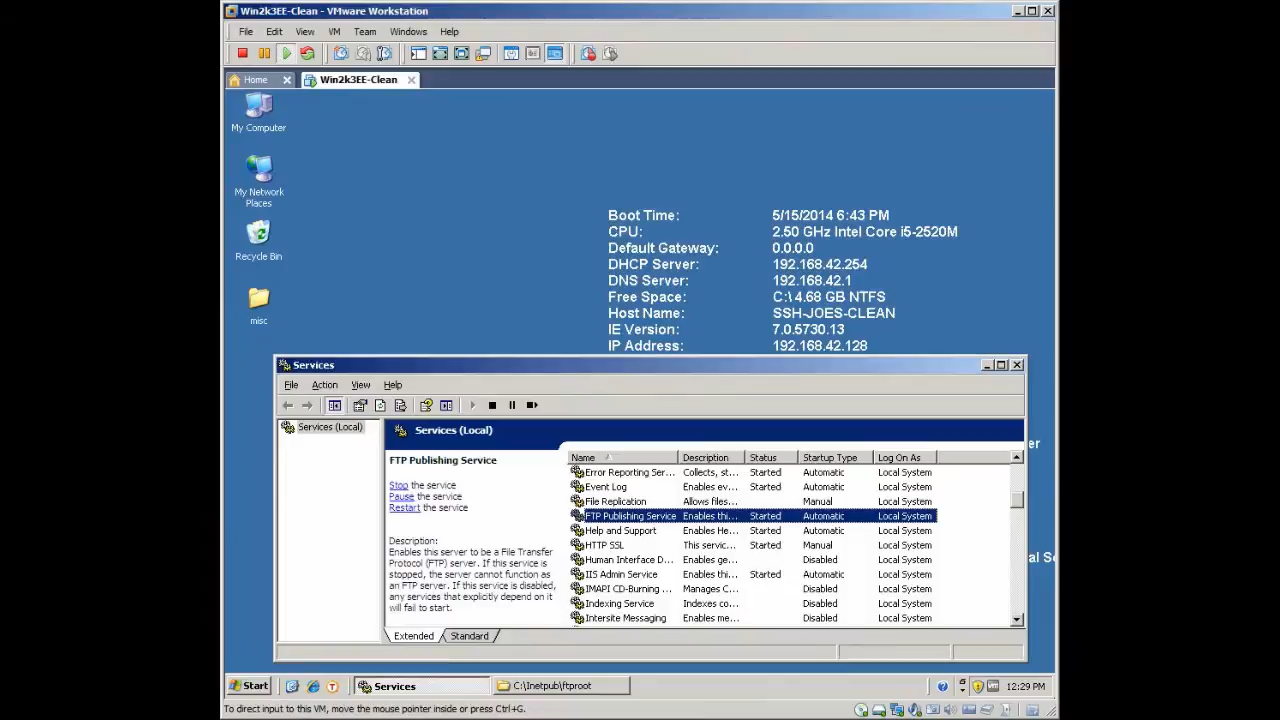 Win2k3EE-Clean - VMware Workstation
File Edit View VM Team Windows Help
Home Win2k3EE-Clean
My Computer
My Network
Places
Recycle Bin
misc
Boot Time: 5/15/2014 6:43 PM
CPU: 2.50 GHz Intel Core i5-2520M
Default Gateway: 0.0.0.0
DHCP Server: 192.168.42.254
DNS Server: 192.168.42.1
Free Space: C:\ 4.68 GB NTFS
Host Name: SSH-JOES-CLEAN
IE Version: 7.0.5730.13
IP Address: 192.168.42.128
Services
File Action View Help
Services (Local)
Services (Local)
FTP Publishing Service
Stop the service
Pause the service
Restart the service
Description:
Enables this server to be a File Transfer
Protocol (FTP) server. If this service is
stopped, the server cannot function as
an FTP server. If this service is disabled,
any services that explicitly depend on it
will fail to start.
Name Description Status Startup Type Log On As
Error Reporting Ser... Collects, st... Started Automatic Local System
Event Log Enables ev... Started Automatic Local System
File Replication Allows files... Manual Local System
FTP Publishing Service Enables thi... Started Automatic Local System
Help and Support Enables He... Started Automatic Local System
HTTP SSL This servic... Started Manual Local System
Human Interface D... Enables ge... Disabled Local System
IIS Admin Service Enables thi... Started Automatic Local System
IMAPI CD-Burning ... Manages C... Disabled Local System
Indexing Service Indexes co... Disabled Local System
Intersite Messaging Enables me... Disabled Local System
Extended Standard
er
al Se
Start Services C:\Inetpub\ftproot 12:29 PM
To direct input to this VM, move the mouse pointer inside or press Ctrl+G.